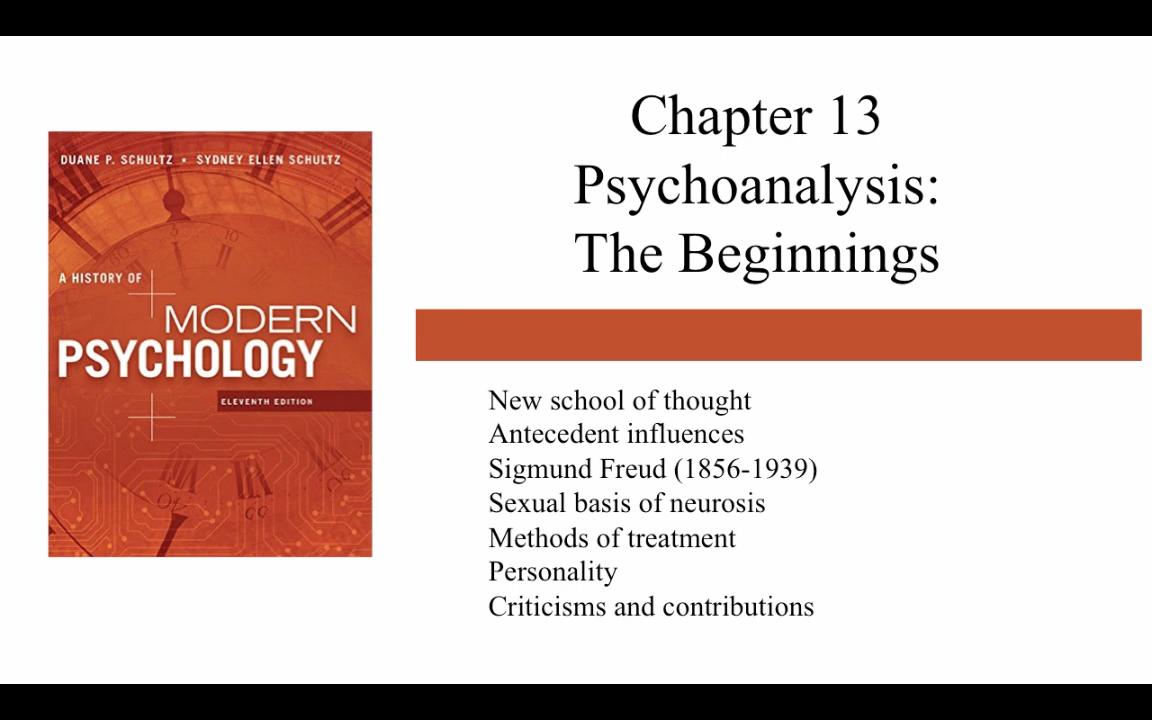 DUANE P. SCHULTZ • SYDNEY ELLEN SCHULTZ
A HISTORY OF
MODERN
PSYCHOLOGY
ELEVENTH EDITION
Chapter 13
Psychoanalysis:
The Beginnings
New school of thought
Antecedent influences
Sigmund Freud (1856-1939)
Sexual basis of neurosis
Methods of treatment
Personality
Criticisms and contributions